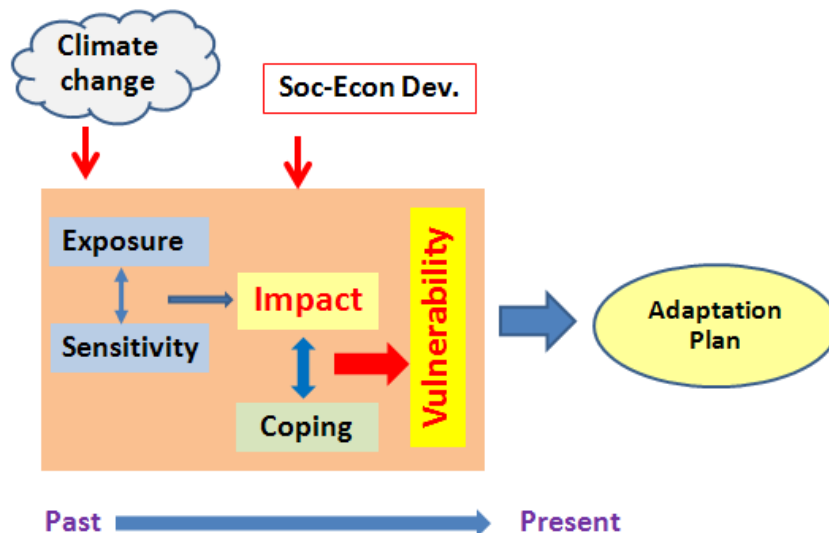 Climate
change
Soc-Econ Dev.
Exposure
Sensitivity
Impact
Coping
Vulnerability
Adaptation
Plan
Past
Present